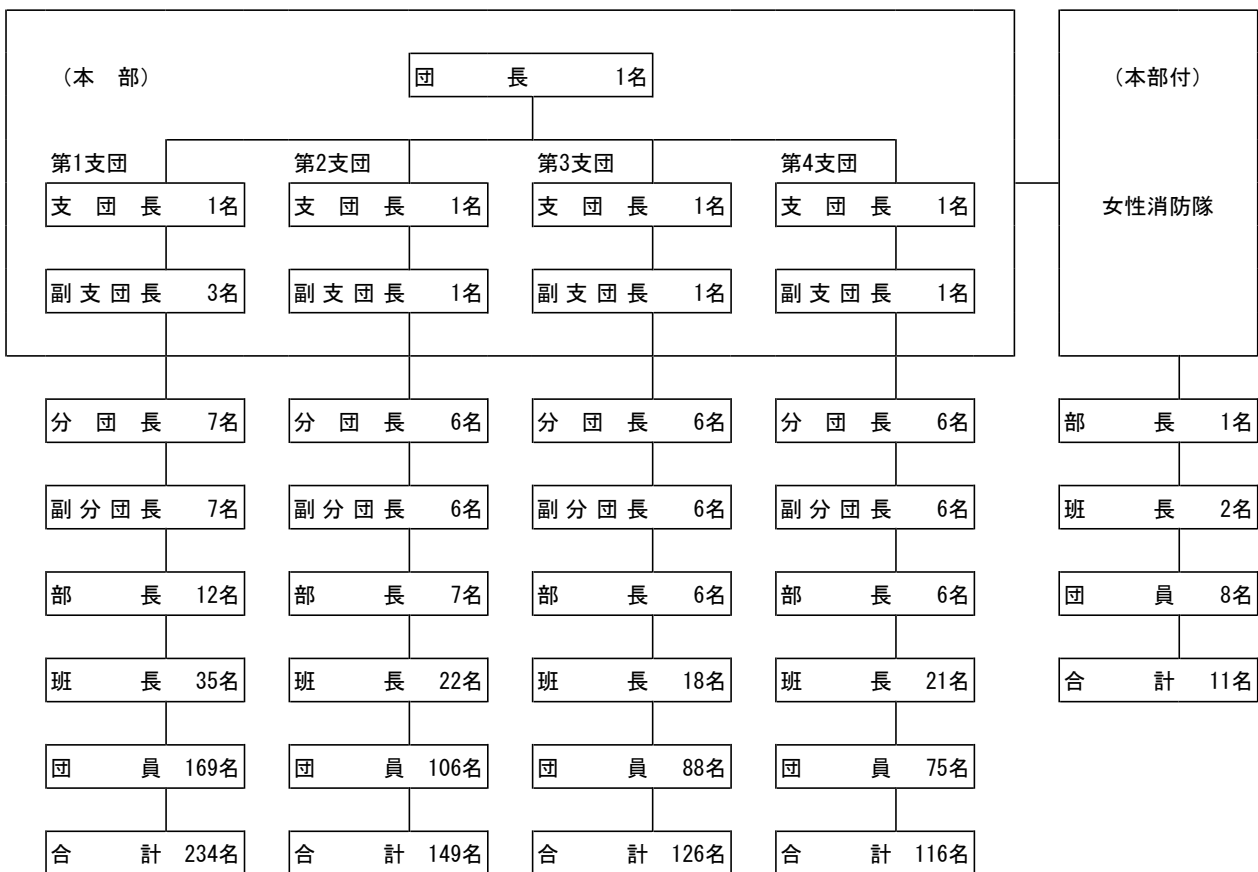 （本　部）　団　　　長　　　1名　（本部付）
第1支団　第2支団　第3支団　第4支団
支　団　長　1名　支　団　長　1名　支　団　長　1名　支　団　長　1名　女性消防隊
副支団長　3名　副支団長　1名　副支団長　1名　副支団長　1名
分　団　長　7名　分　団　長　6名　分　団　長　6名　分　団　長　6名　部　　　長　1名
副分団長　7名　副分団長　6名　副分団長　6名　副分団長　6名　班　　　長　2名
部　　　長　12名　部　　　長　7名　部　　　長　6名　部　　　長　6名　団　　　員　8名
班　　　長　35名　班　　　長　22名　班　　　長　18名　班　　　長　21名　合　　　計　11名
団　　　員　169名　団　　　員　106名　団　　　員　88名　団　　　員　75名
合　　　計　234名　合　　　計　149名　合　　　計　126名　合　　　計　116名